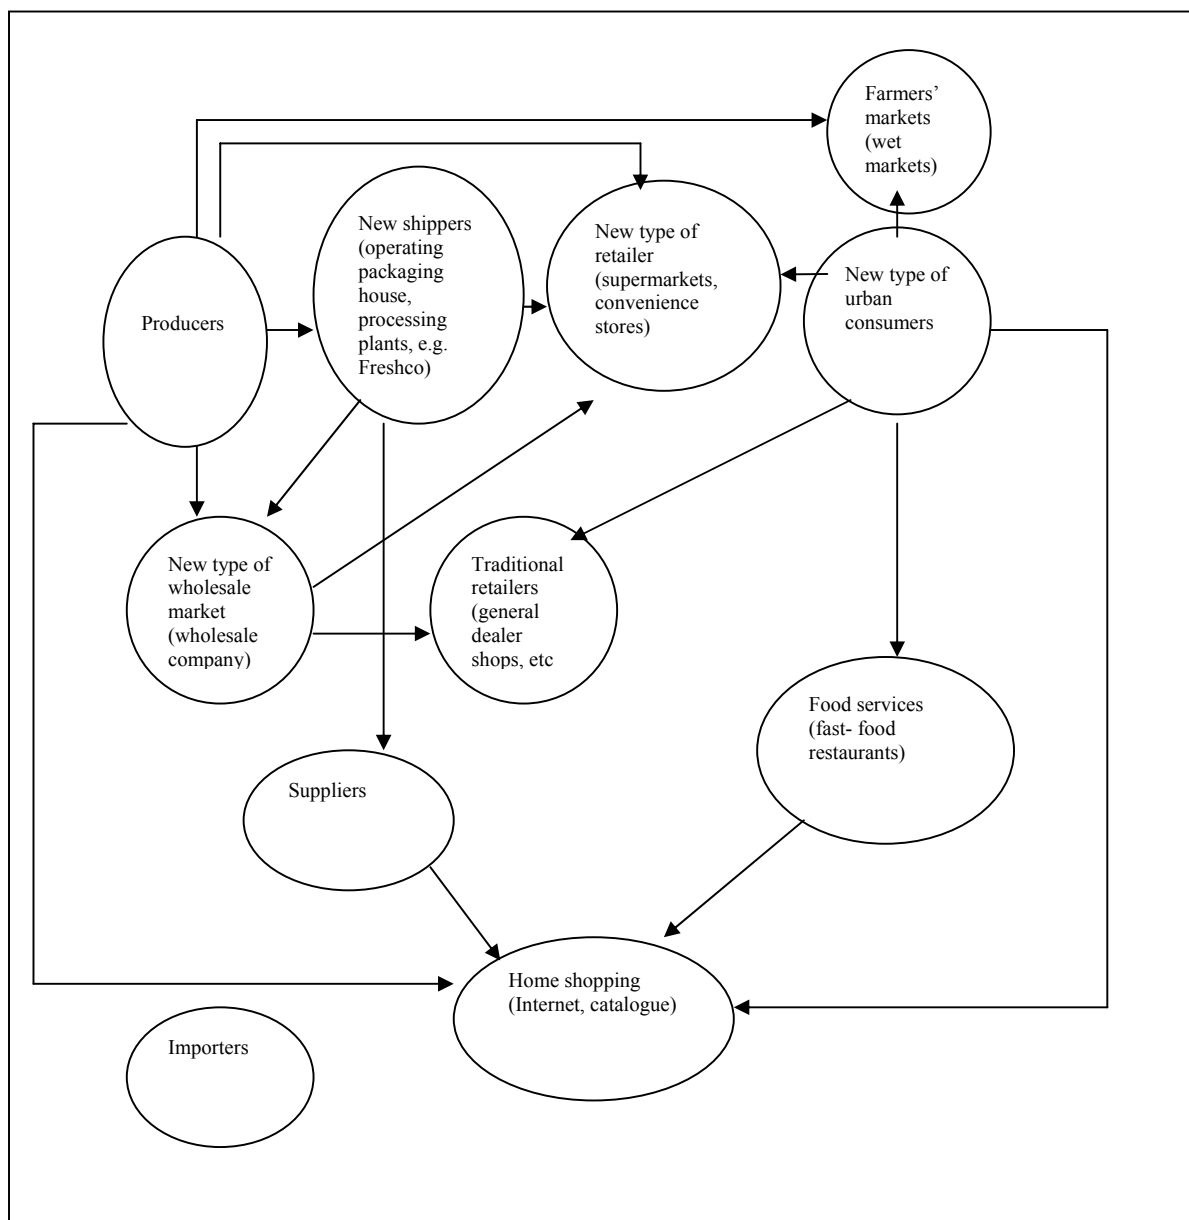 Farmers’
markets
(wet
markets)
New shippers
(operating
packaging
house,
processing
plants, e.g.
Freshco)
New type of
retailer
(supermarkets,
convenience
stores)
New type of
urban
consumers
Producers
New type of
wholesale
market
(wholesale
company)
Traditional
retailers
(general
dealer
shops, etc
Food services
(fast- food
restaurants)
Suppliers
Home shopping
(Internet, catalogue)
Importers